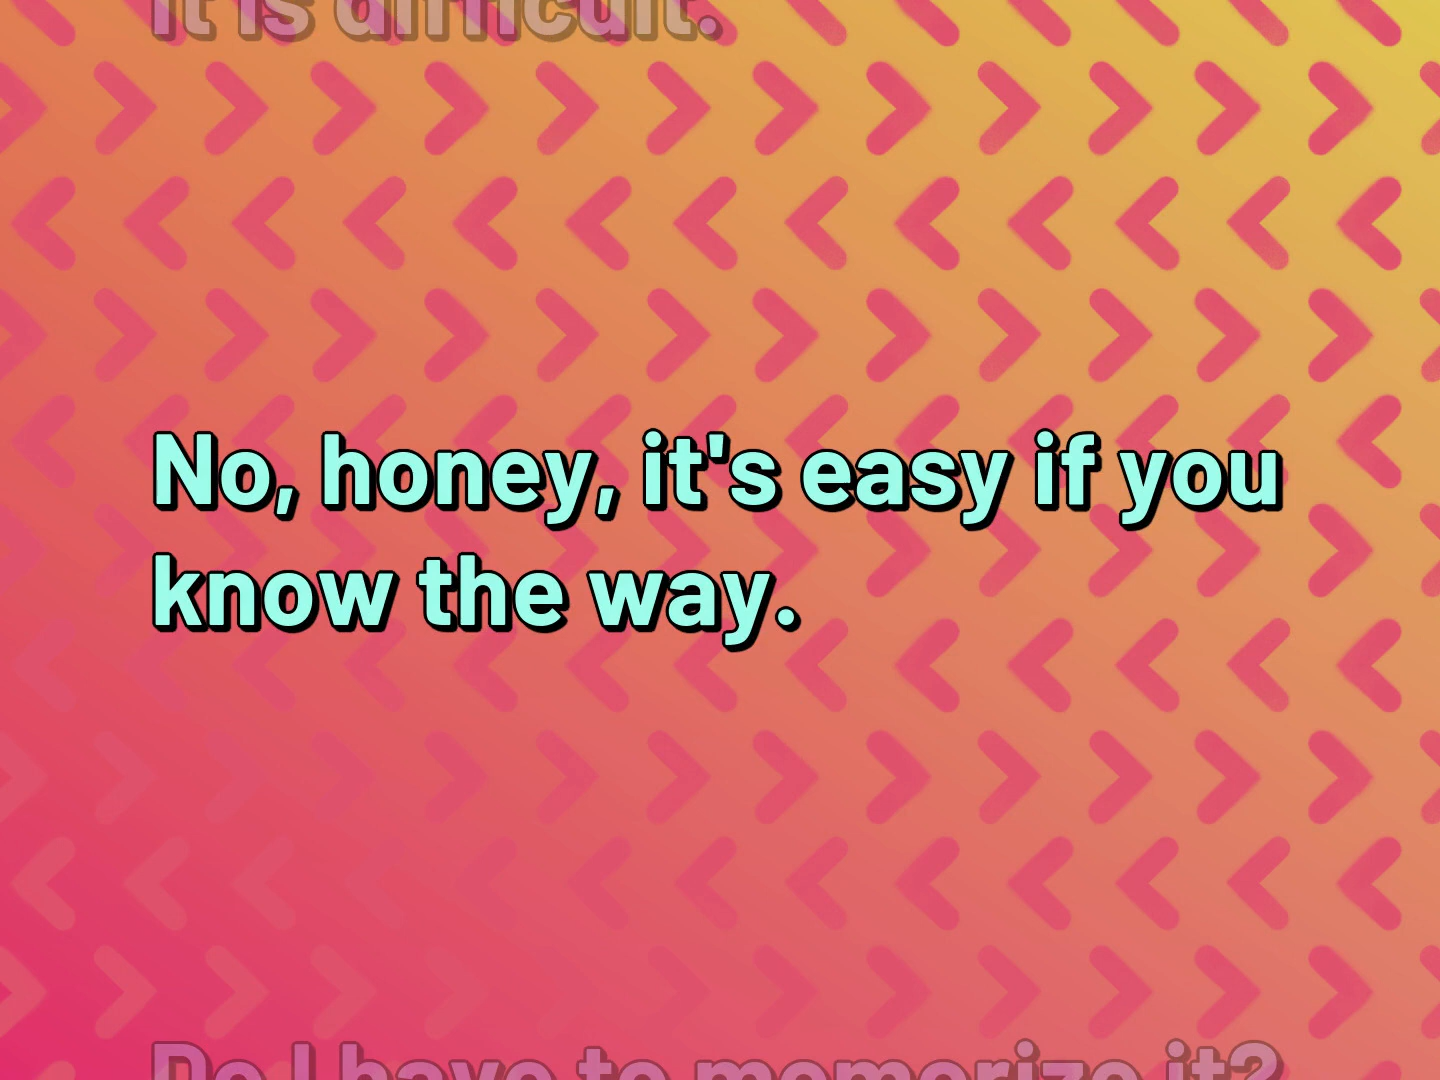 It is difficult.
No, honey, it's easy if you
know the way.
Do I have to memorize it?